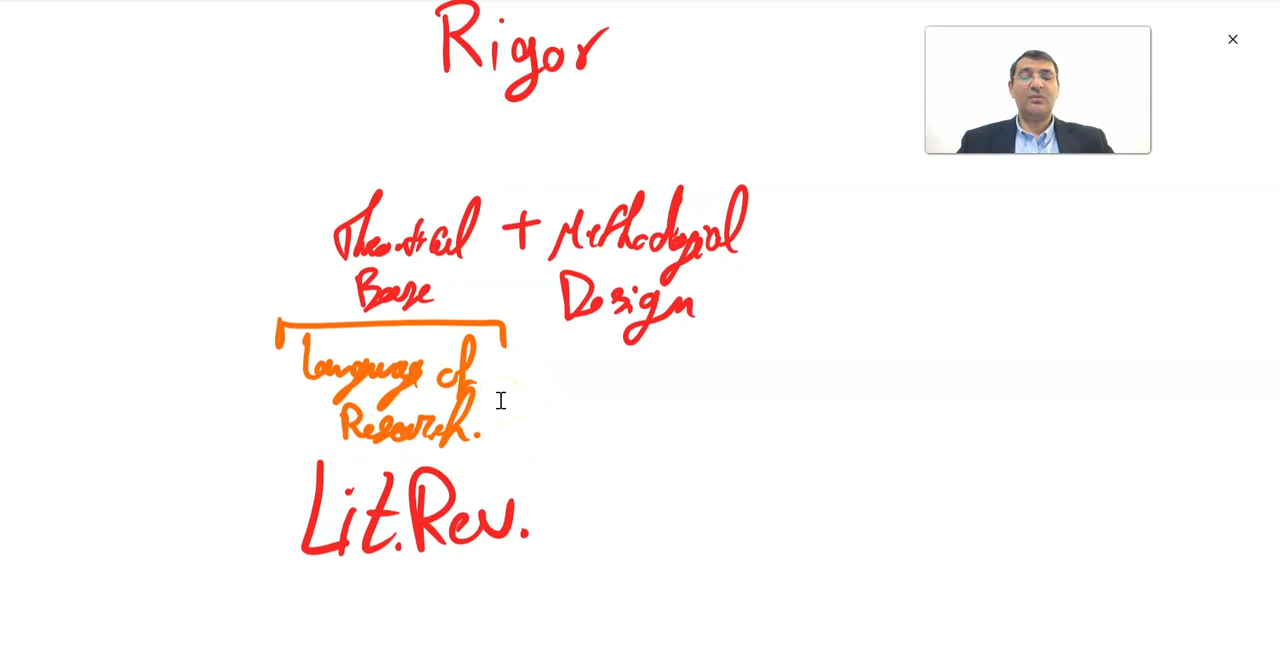 Rigor
Theoretical + Methodological
Base Design
Language of
Research.
Lit. Rev.